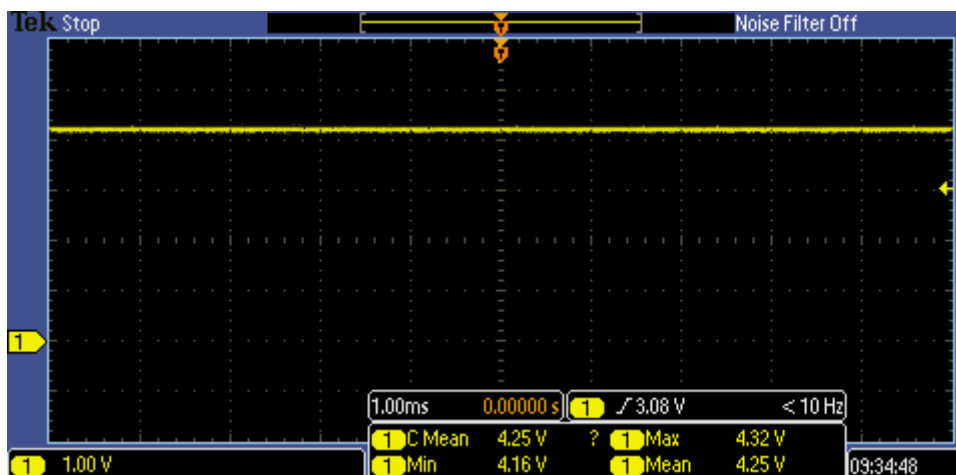 Tek Stop Noise Filter Off
T
T
1
1.00ms 0.00000 s 1 3.08 V < 10 Hz
1 C Mean 4.25 V ? 1 Max 4.32 V
1 Min 4.16 V 1 Mean 4.25 V
1 1.00 V 09:34:48